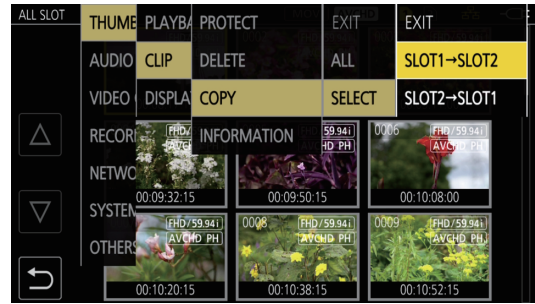 ALL SLOT
THUMB PLAYBA PROTECT EXIT EXIT
AUDIO CLIP DELETE ALL SLOT1→SLOT2
VIDEO DISPLA COPY SELECT SLOT2→SLOT1
RECOR INFORMATION
NETWO
SYSTEM
OTHERS
FHD/59.94i 59.94i 0006 FHD/59.94i
AVCHD PH AVCHD PH
00:09:32:15 00:09:50:15 00:10:08:00
FHD/59.94i 0008 FHD/59.94i 0009 FHD/59.94i
AVCHD PH AVCHD PH AVCHD PH
00:10:20:15 00:10:38:15 00:10:52:15